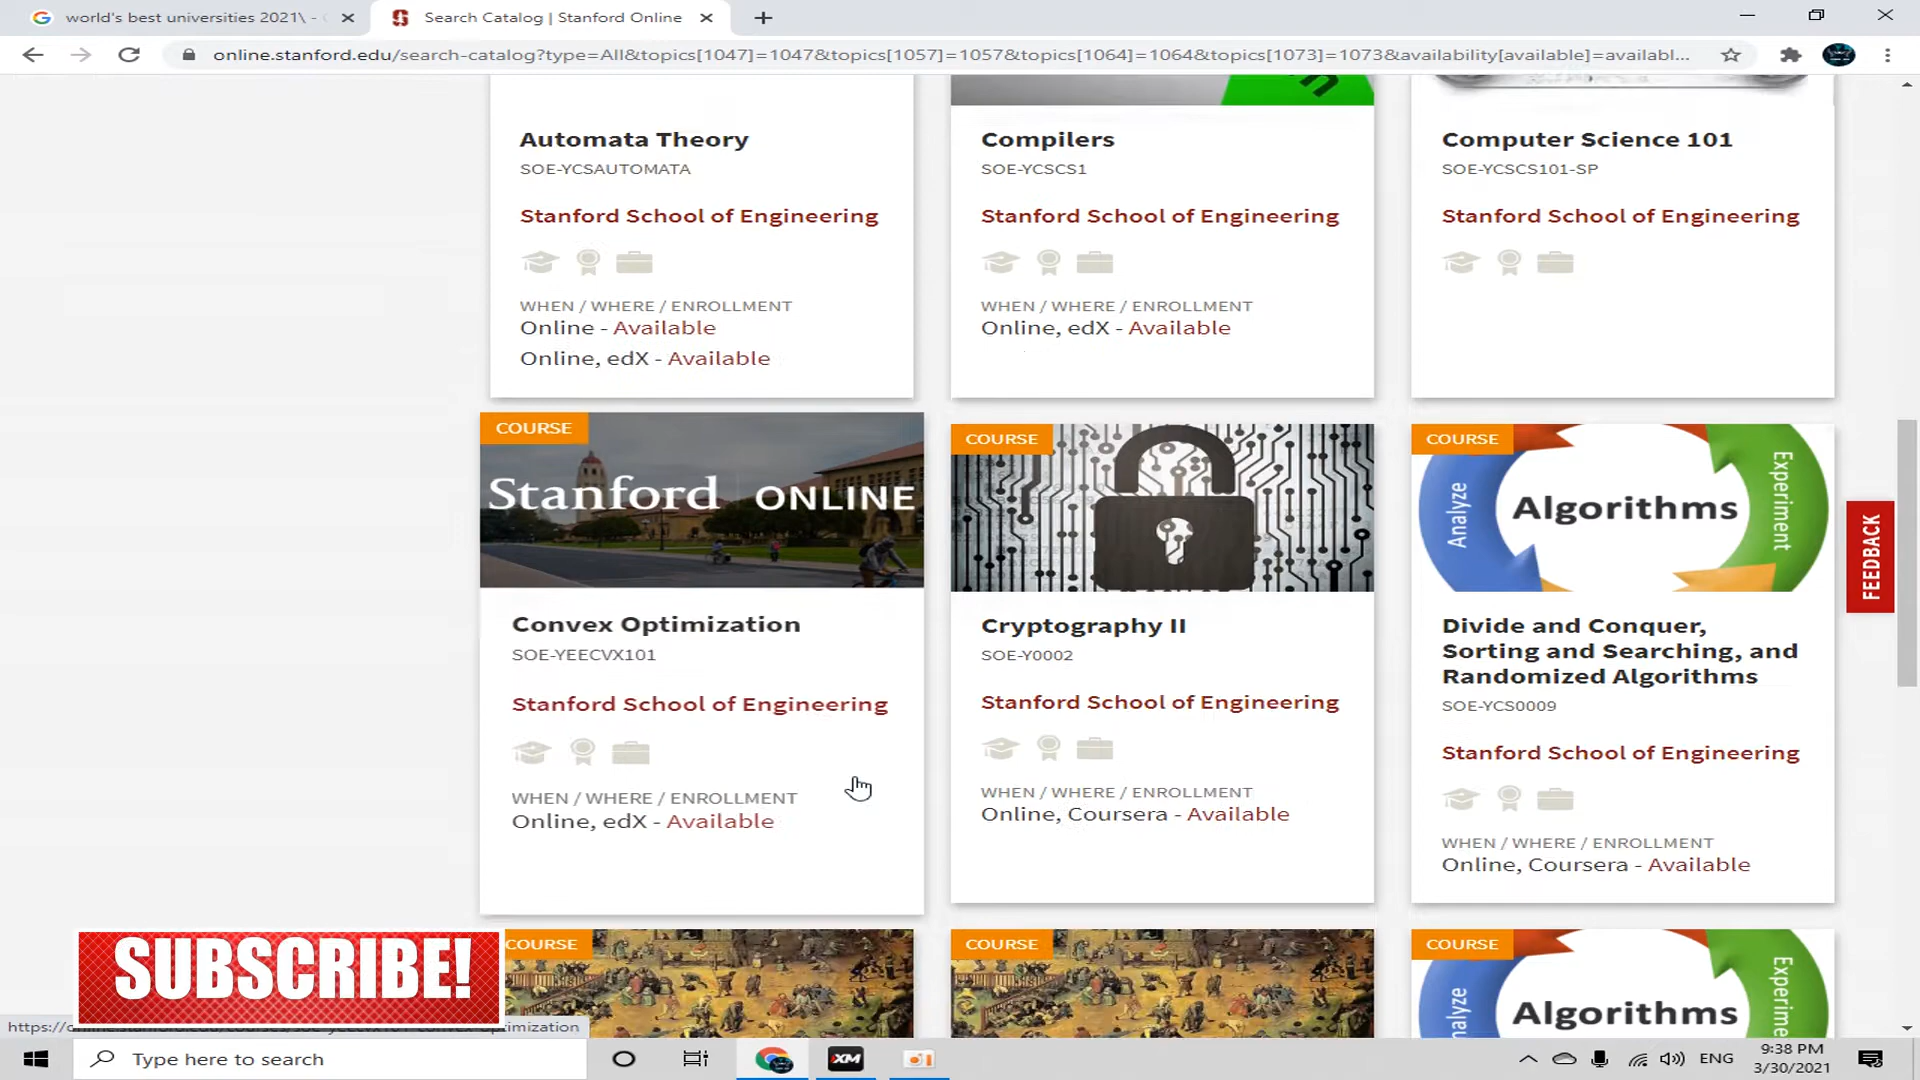 world's best universities 2021\ -
Search Catalog | Stanford Online
online.stanford.edu/search-catalog?type=All&topics[1047]=1047&topics[1057]=1057&topics[1064]=1064&topics[1073]=1073&availability[available]=availabl...
Automata Theory
SOE-YCSAUTOMATA
Stanford School of Engineering
WHEN / WHERE / ENROLLMENT
Online - Available
Online, edX - Available
Compilers
SOE-YCSCS1
Stanford School of Engineering
WHEN / WHERE / ENROLLMENT
Online, edX - Available
Computer Science 101
SOE-YCSCS101-SP
Stanford School of Engineering
COURSE
Stanford ONLINE
Convex Optimization
SOE-YEECVX101
Stanford School of Engineering
WHEN / WHERE / ENROLLMENT
Online, edX - Available
COURSE
Cryptography II
SOE-Y0002
Stanford School of Engineering
WHEN / WHERE / ENROLLMENT
Online, Coursera - Available
COURSE
Analyze
Algorithms
Experiment
Divide and Conquer,
Sorting and Searching, and
Randomized Algorithms
SOE-YCS0009
Stanford School of Engineering
WHEN / WHERE / ENROLLMENT
Online, Coursera - Available
FEEDBACK
COURSE
COURSE
COURSE
Algorithms
SUBSCRIBE!
Type here to search
XM
ENG
9:38 PM
3/30/2021